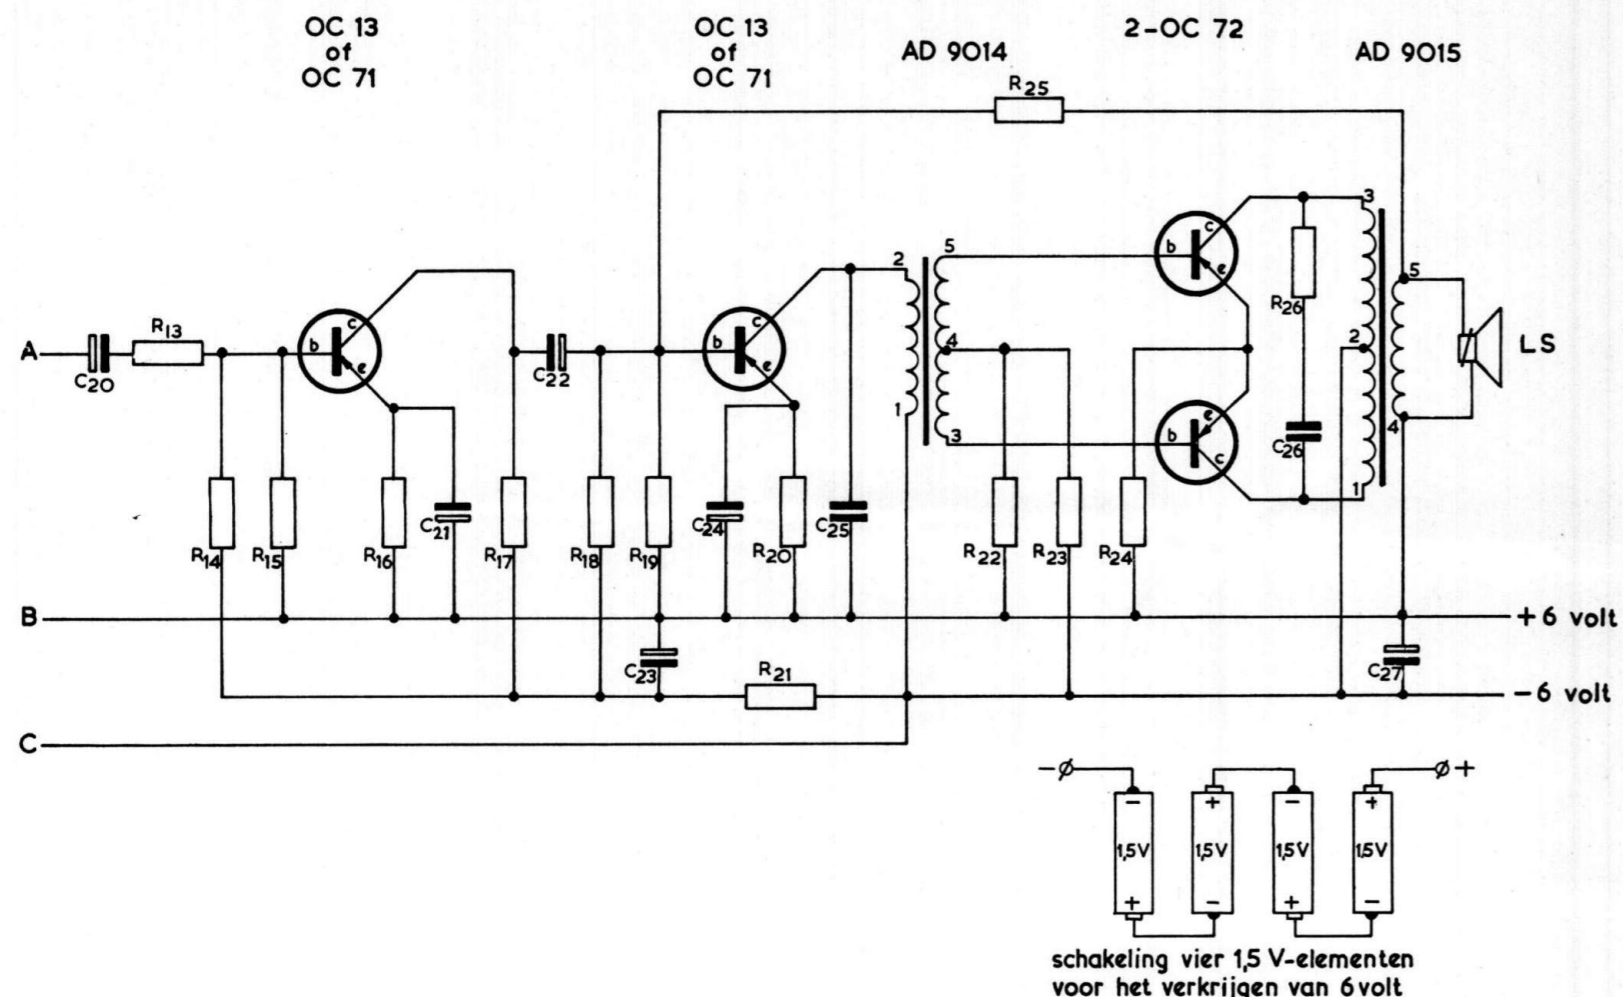 OC 13
of
OC 71
OC 13
of
OC 71
AD 9014
2-OC 72
AD 9015
R25
5
b
c
e
3
R26
5
2
4
b
c
e
2
LS
A
C20
R13
b
c
e
C22
b
c
e
1
3
b
e
c
C26
4
1
R14
R15
R16
C21
R17
R18
R19
C24
R20
C25
R22
R23
R24
B
+6 volt
C23
R21
C27
-6 volt
C
-
+
- + - +
1,5V 1,5V 1,5V 1,5V
+ - + -
schakeling vier 1,5 V-elementen
voor het verkrijgen van 6 volt